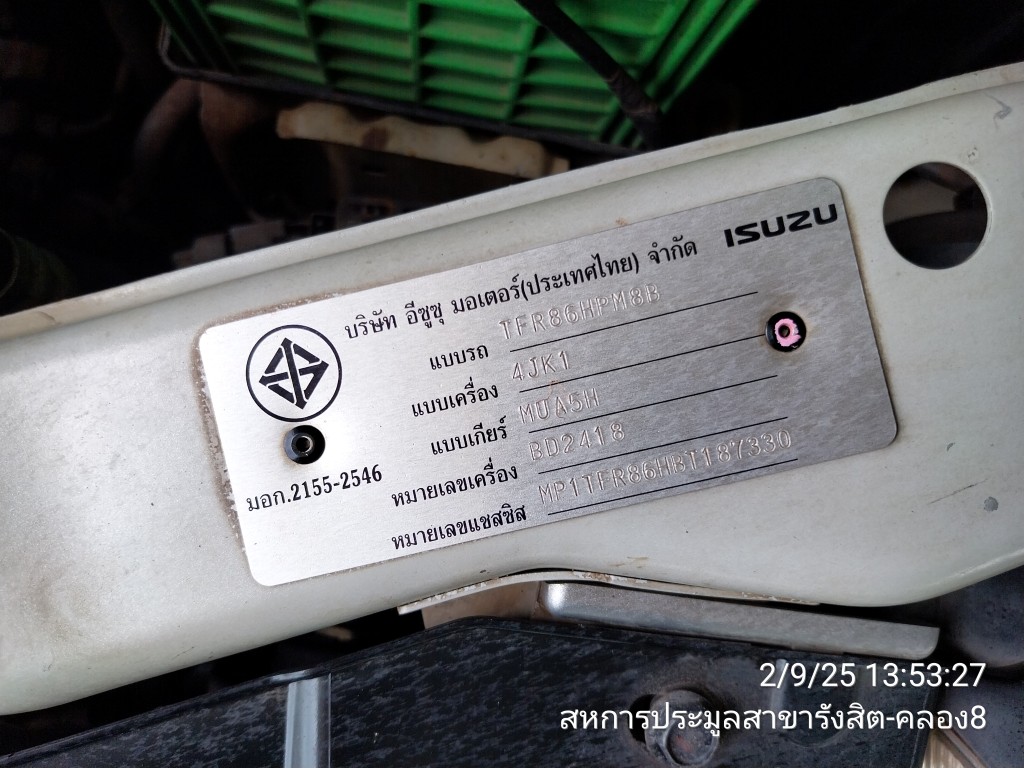 ISUZU
บริษัท อีซูซุ มอเตอร์(ประเทศไทย) จำกัด
แบบรถ TFR86HPM8B
แบบเครื่อง 4JK1
แบบเกียร์ MUA5H
หมายเลขเครื่อง BD2418
หมายเลขแชสซิส MP1TFR86HBT187330
มอก.2155-2546
2/9/25 13:53:27
สหการประมูลสาขารังสิต-คลอง8